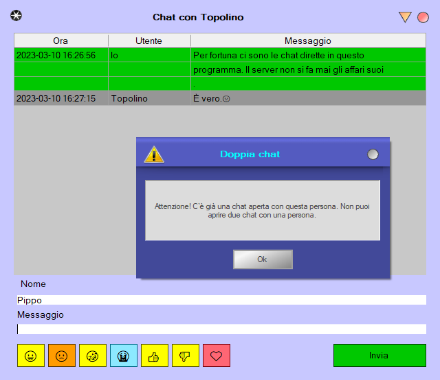 Chat con Topolino
Ora Utente Messaggio
2023-03-10 16:26:56 Io Per fortuna ci sono le chat dirette in questo
programma. Il server non si fa mai gli affari suoi
2023-03-10 16:27:15 Topolino È vero.☹
Doppia chat
Attenzione! C'è già una chat aperta con questa persona. Non puoi
aprire due chat con una persona.
Ok
Nome
Pippo
Messaggio
Invia